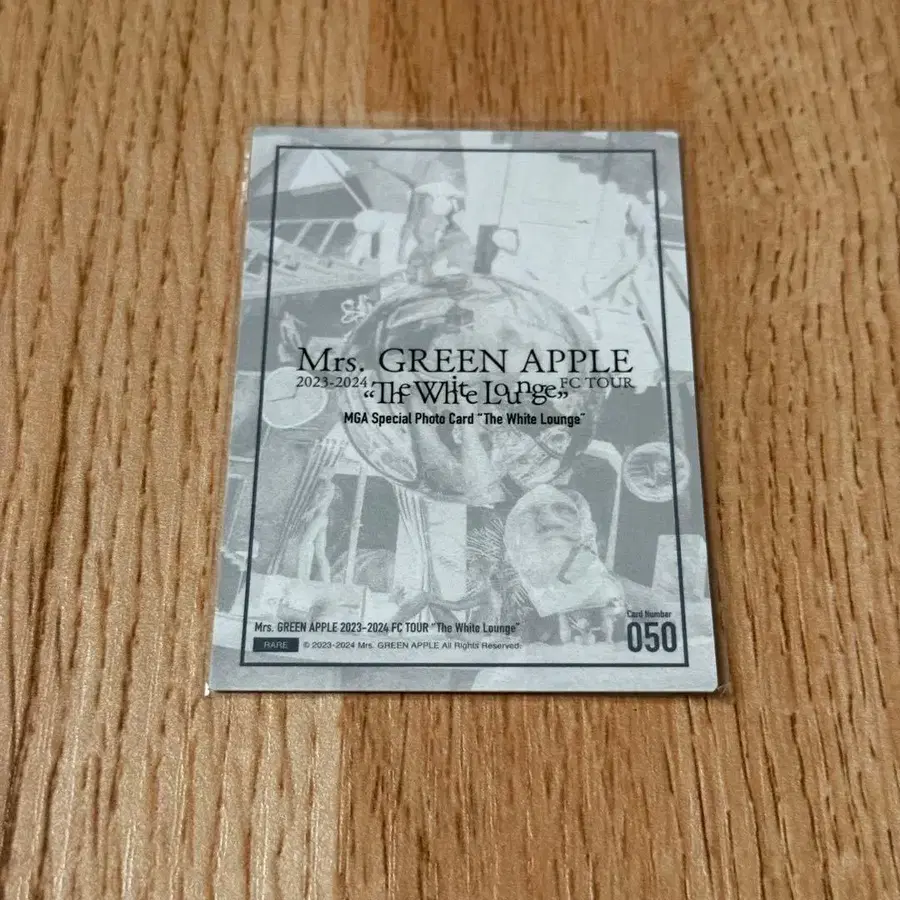 Mrs. GREEN APPLE
2023-2024 “The White Lounge” FC TOUR
MGA Special Photo Card “The White Lounge”
Card Number
050
Mrs. GREEN APPLE 2023-2024 FC TOUR “The White Lounge”
RARE © 2023-2024 Mrs. GREEN APPLE All Rights Reserved.